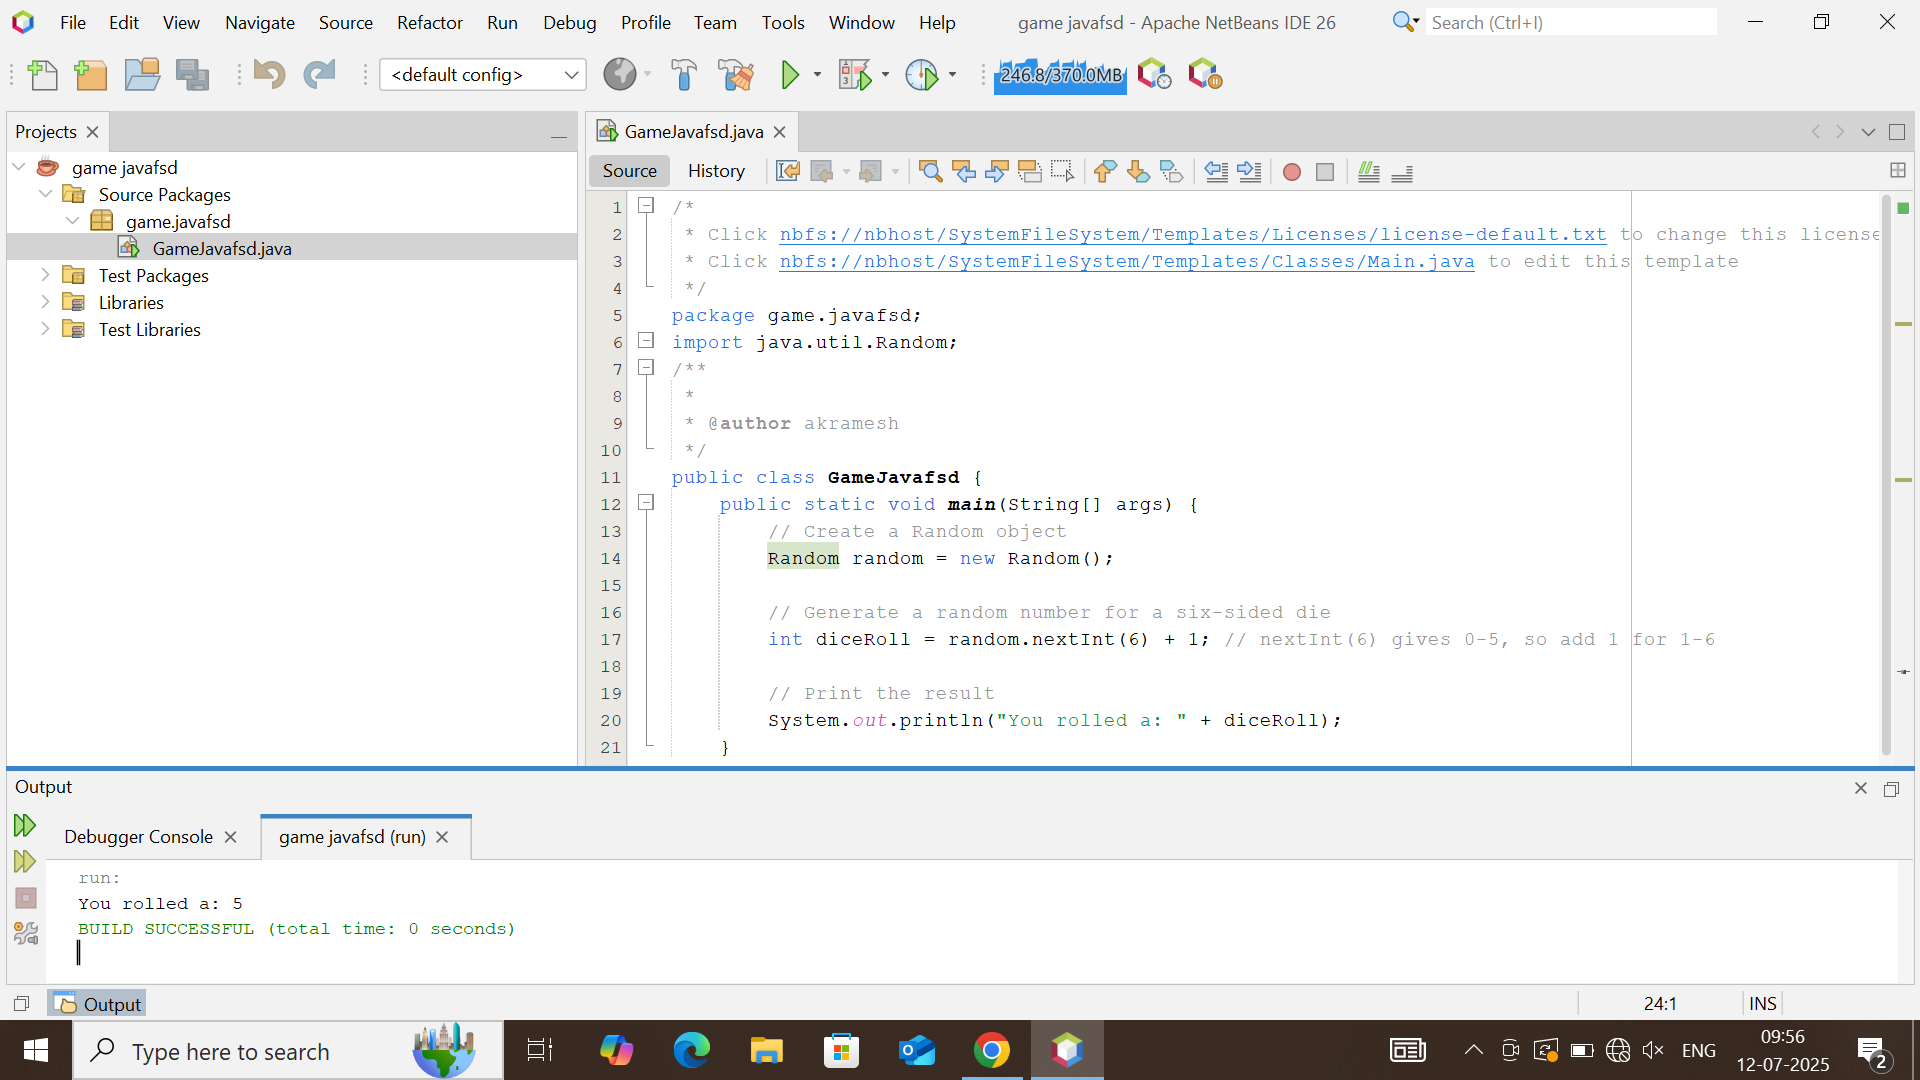 File Edit View Navigate Source Refactor Run Debug Profile Team Tools Window Help game javafsd - Apache NetBeans IDE 26 Search (Ctrl+I)
<default config> 246.8/370.0MB
Projects
game javafsd
Source Packages
game.javafsd
GameJavafsd.java
Test Packages
Libraries
Test Libraries
GameJavafsd.java
Source History
1 /*
2 * Click nbfs://nbhost/SystemFileSystem/Templates/Licenses/license-default.txt to change this license
3 * Click nbfs://nbhost/SystemFileSystem/Templates/Classes/Main.java to edit this template
4 */
5 package game.javafsd;
6 import java.util.Random;
7 /**
8 *
9 * @author akramesh
10 */
11 public class GameJavafsd {
12 public static void main(String[] args) {
13 // Create a Random object
14 Random random = new Random();
15
16 // Generate a random number for a six-sided die
17 int diceRoll = random.nextInt(6) + 1; // nextInt(6) gives 0-5, so add 1 for 1-6
18
19 // Print the result
20 System.out.println("You rolled a: " + diceRoll);
21 }
Output
Debugger Console game javafsd (run)
run:
You rolled a: 5
BUILD SUCCESSFUL (total time: 0 seconds)
Output 24:1 INS
Type here to search ENG 09:56
12-07-2025 2